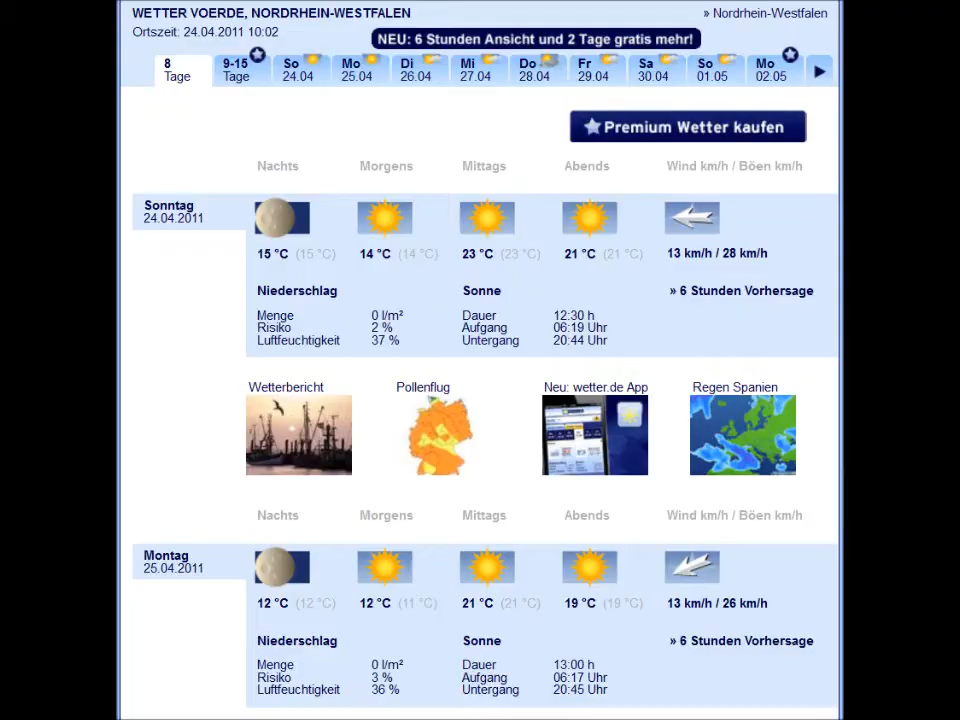 WETTER VOERDE, NORDRHEIN-WESTFALEN
» Nordrhein-Westfalen
Ortszeit: 24.04.2011 10:02
NEU: 6 Stunden Ansicht und 2 Tage gratis mehr!
8 9-15 So Mo Di Mi Do Fr Sa So Mo
Tage Tage 24.04 25.04 26.04 27.04 28.04 29.04 30.04 01.05 02.05
Premium Wetter kaufen
Nachts Morgens Mittags Abends Wind km/h / Böen km/h
Sonntag
24.04.2011
15 °C (15 °C) 14 °C (14 °C) 23 °C (23 °C) 21 °C (21 °C) 13 km/h / 28 km/h
Niederschlag Sonne » 6 Stunden Vorhersage
Menge 0 l/m² Dauer 12:30 h
Risiko 2 % Aufgang 06:19 Uhr
Luftfeuchtigkeit 37 % Untergang 20:44 Uhr
Wetterbericht Pollenflug Neu: wetter.de App Regen Spanien
Nachts Morgens Mittags Abends Wind km/h / Böen km/h
Montag
25.04.2011
12 °C (12 °C) 12 °C (11 °C) 21 °C (21 °C) 19 °C (19 °C) 13 km/h / 26 km/h
Niederschlag Sonne » 6 Stunden Vorhersage
Menge 0 l/m² Dauer 13:00 h
Risiko 3 % Aufgang 06:17 Uhr
Luftfeuchtigkeit 36 % Untergang 20:45 Uhr